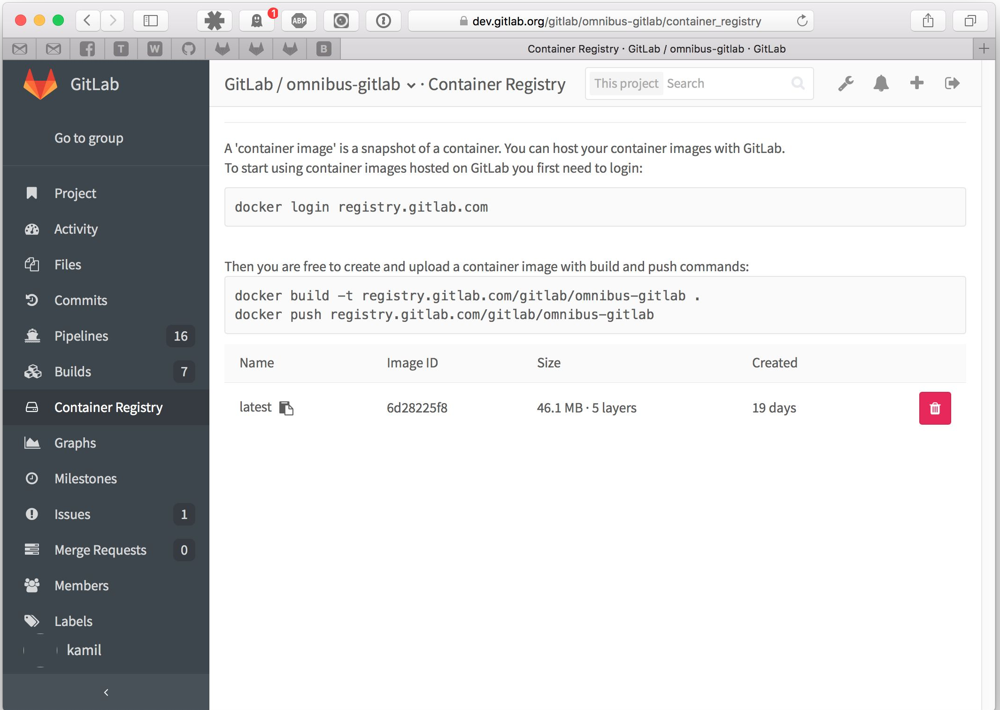 1
ABP
dev.gitlab.org/gitlab/omnibus-gitlab/container_registry
T
W
B
Container Registry · GitLab / omnibus-gitlab · GitLab
GitLab
GitLab / omnibus-gitlab · Container Registry
This project Search
Go to group
Project
Activity
Files
Commits
Pipelines 16
Builds 7
Container Registry
Graphs
Milestones
Issues 1
Merge Requests 0
Members
Labels
kamil
A 'container image' is a snapshot of a container. You can host your container images with GitLab.
To start using container images hosted on GitLab you first need to login:
docker login registry.gitlab.com
Then you are free to create and upload a container image with build and push commands:
docker build -t registry.gitlab.com/gitlab/omnibus-gitlab .
docker push registry.gitlab.com/gitlab/omnibus-gitlab
Name Image ID Size Created
latest 6d28225f8 46.1 MB · 5 layers 19 days